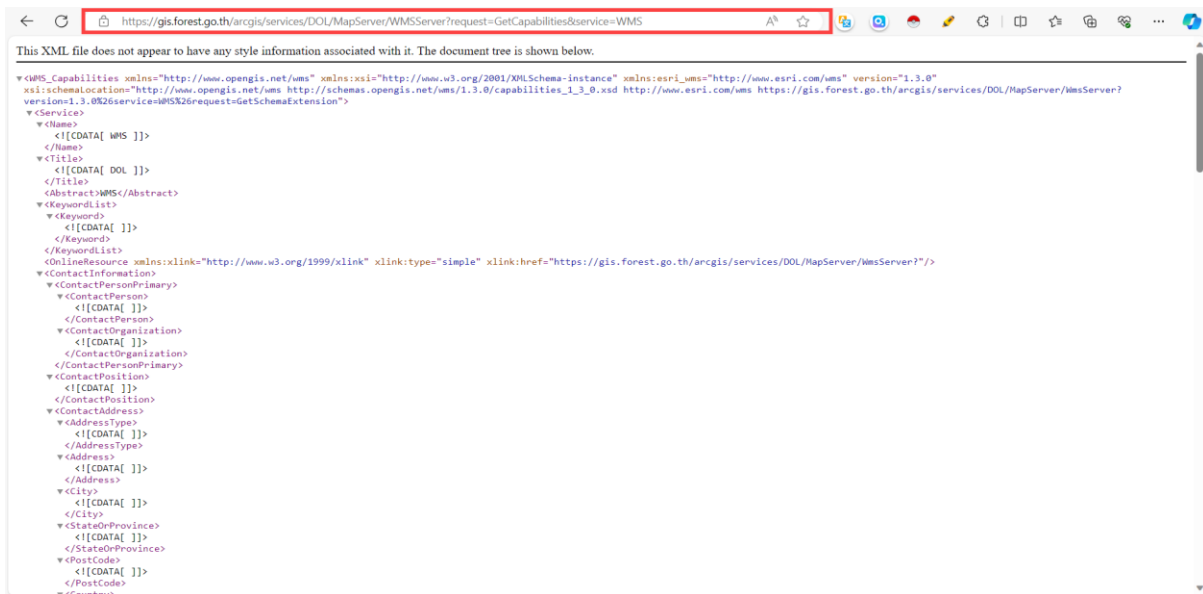 https://gis.forest.go.th/arcgis/services/DOL/MapServer/WMSServer?request=GetCapabilities&service=WMS
This XML file does not appear to have any style information associated with it. The document tree is shown below.
▼<WMS_Capabilities xmlns="http://www.opengis.net/wms" xmlns:xsi="http://www.w3.org/2001/XMLSchema-instance" xmlns:esri_wms="http://www.esri.com/wms" version="1.3.0"
xsi:schemaLocation="http://www.opengis.net/wms http://schemas.opengis.net/wms/1.3.0/capabilities_1_3_0.xsd http://www.esri.com/wms https://gis.forest.go.th/arcgis/services/DOL/MapServer/WmsServer?
version=1.3.0%26service=WMS%26request=GetSchemaExtension">
▼<Service>
▼<Name>
<![CDATA[ WMS ]]>
</Name>
▼<Title>
<![CDATA[ DOL ]]>
</Title>
<Abstract>WMS</Abstract>
▼<KeywordList>
▼<Keyword>
<![CDATA[ ]]>
</Keyword>
</KeywordList>
<OnlineResource xmlns:xlink="http://www.w3.org/1999/xlink" xlink:type="simple" xlink:href="https://gis.forest.go.th/arcgis/services/DOL/MapServer/WmsServer?"/>
▼<ContactInformation>
▼<ContactPersonPrimary>
▼<ContactPerson>
<![CDATA[ ]]>
</ContactPerson>
▼<ContactOrganization>
<![CDATA[ ]]>
</ContactOrganization>
</ContactPersonPrimary>
▼<ContactPosition>
<![CDATA[ ]]>
</ContactPosition>
▼<ContactAddress>
▼<AddressType>
<![CDATA[ ]]>
</AddressType>
▼<Address>
<![CDATA[ ]]>
</Address>
▼<City>
<![CDATA[ ]]>
</City>
▼<StateOrProvince>
<![CDATA[ ]]>
</StateOrProvince>
▼<PostCode>
<![CDATA[ ]]>
</PostCode>
▼<Country>